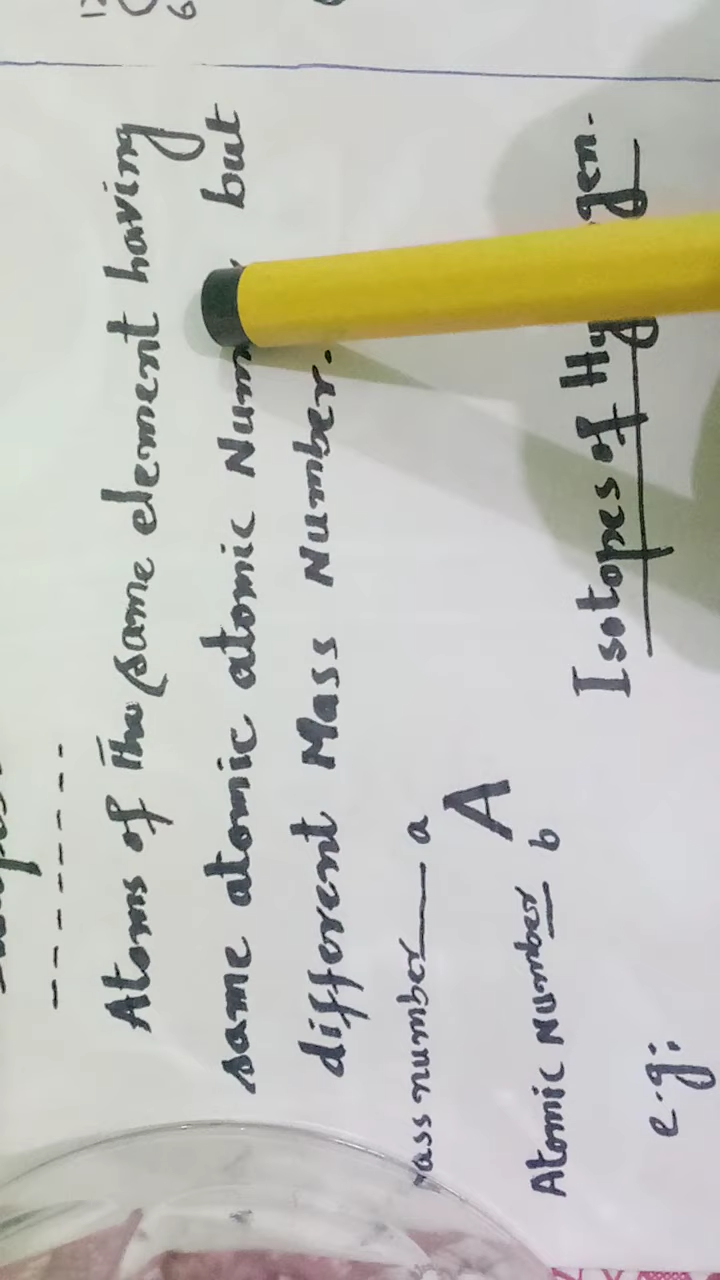 Atoms of The same element having
same atomic atomic Num but
different Mass Number.
ass number a
A
Atomic Number b
e.g:
Isotopes of Hy gen.